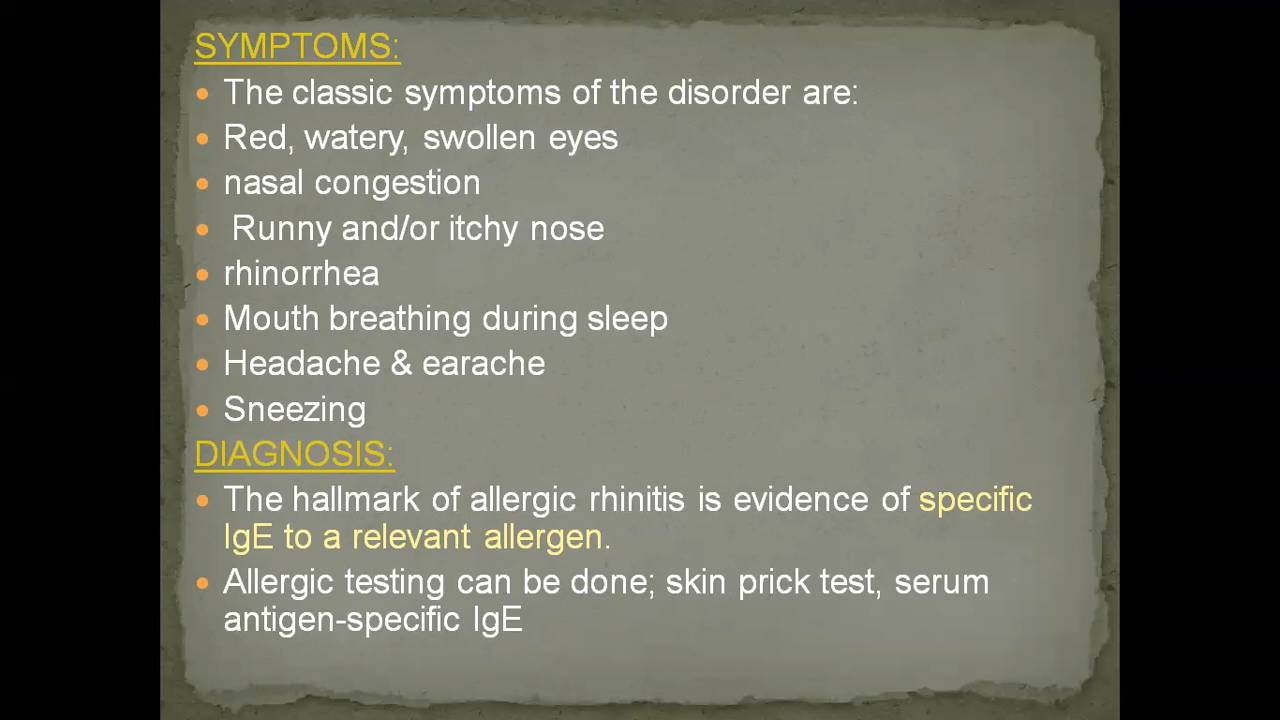 SYMPTOMS:
• The classic symptoms of the disorder are:
• Red, watery, swollen eyes
• nasal congestion
• Runny and/or itchy nose
• rhinorrhea
• Mouth breathing during sleep
• Headache & earache
• Sneezing
DIAGNOSIS:
• The hallmark of allergic rhinitis is evidence of specific
IgE to a relevant allergen.
• Allergic testing can be done; skin prick test, serum
antigen-specific IgE